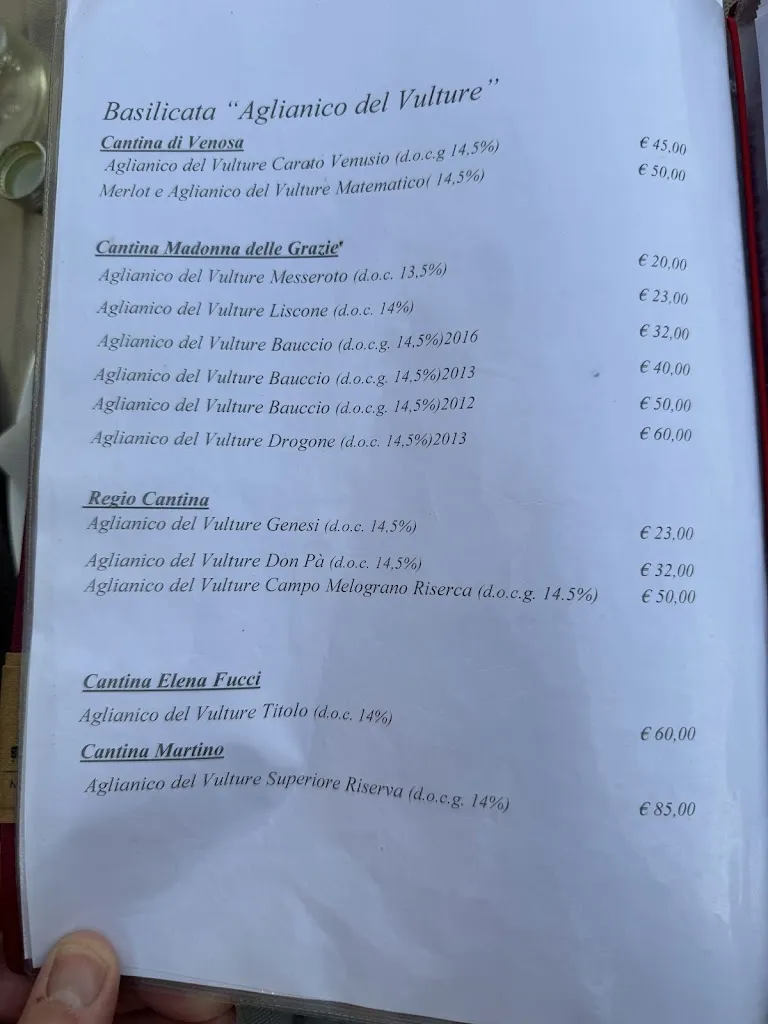 Basilicata “Aglianico del Vulture”
Cantina di Venosa
Aglianico del Vulture Carato Venusio (d.o.c.g 14,5%) € 45,00
Merlot e Aglianico del Vulture Matematico( 14,5%) € 50,00
Cantina Madonna delle Grazie'
Aglianico del Vulture Messeroto (d.o.c. 13,5%) € 20,00
Aglianico del Vulture Liscone (d.o.c. 14%) € 23,00
Aglianico del Vulture Bauccio (d.o.c.g. 14,5%)2016 € 32,00
Aglianico del Vulture Bauccio (d.o.c.g. 14,5%)2013 € 40,00
Aglianico del Vulture Bauccio (d.o.c.g. 14,5%)2012 € 50,00
Aglianico del Vulture Drogone (d.o.c. 14,5%)2013 € 60,00
Regio Cantina
Aglianico del Vulture Genesi (d.o.c. 14,5%) € 23,00
Aglianico del Vulture Don Pà (d.o.c. 14,5%) € 32,00
Aglianico del Vulture Campo Melograno Riserca (d.o.c.g. 14.5%) € 50,00
Cantina Elena Fucci
Aglianico del Vulture Titolo (d.o.c. 14%) € 60,00
Cantina Martino
Aglianico del Vulture Superiore Riserva (d.o.c.g. 14%) € 85,00